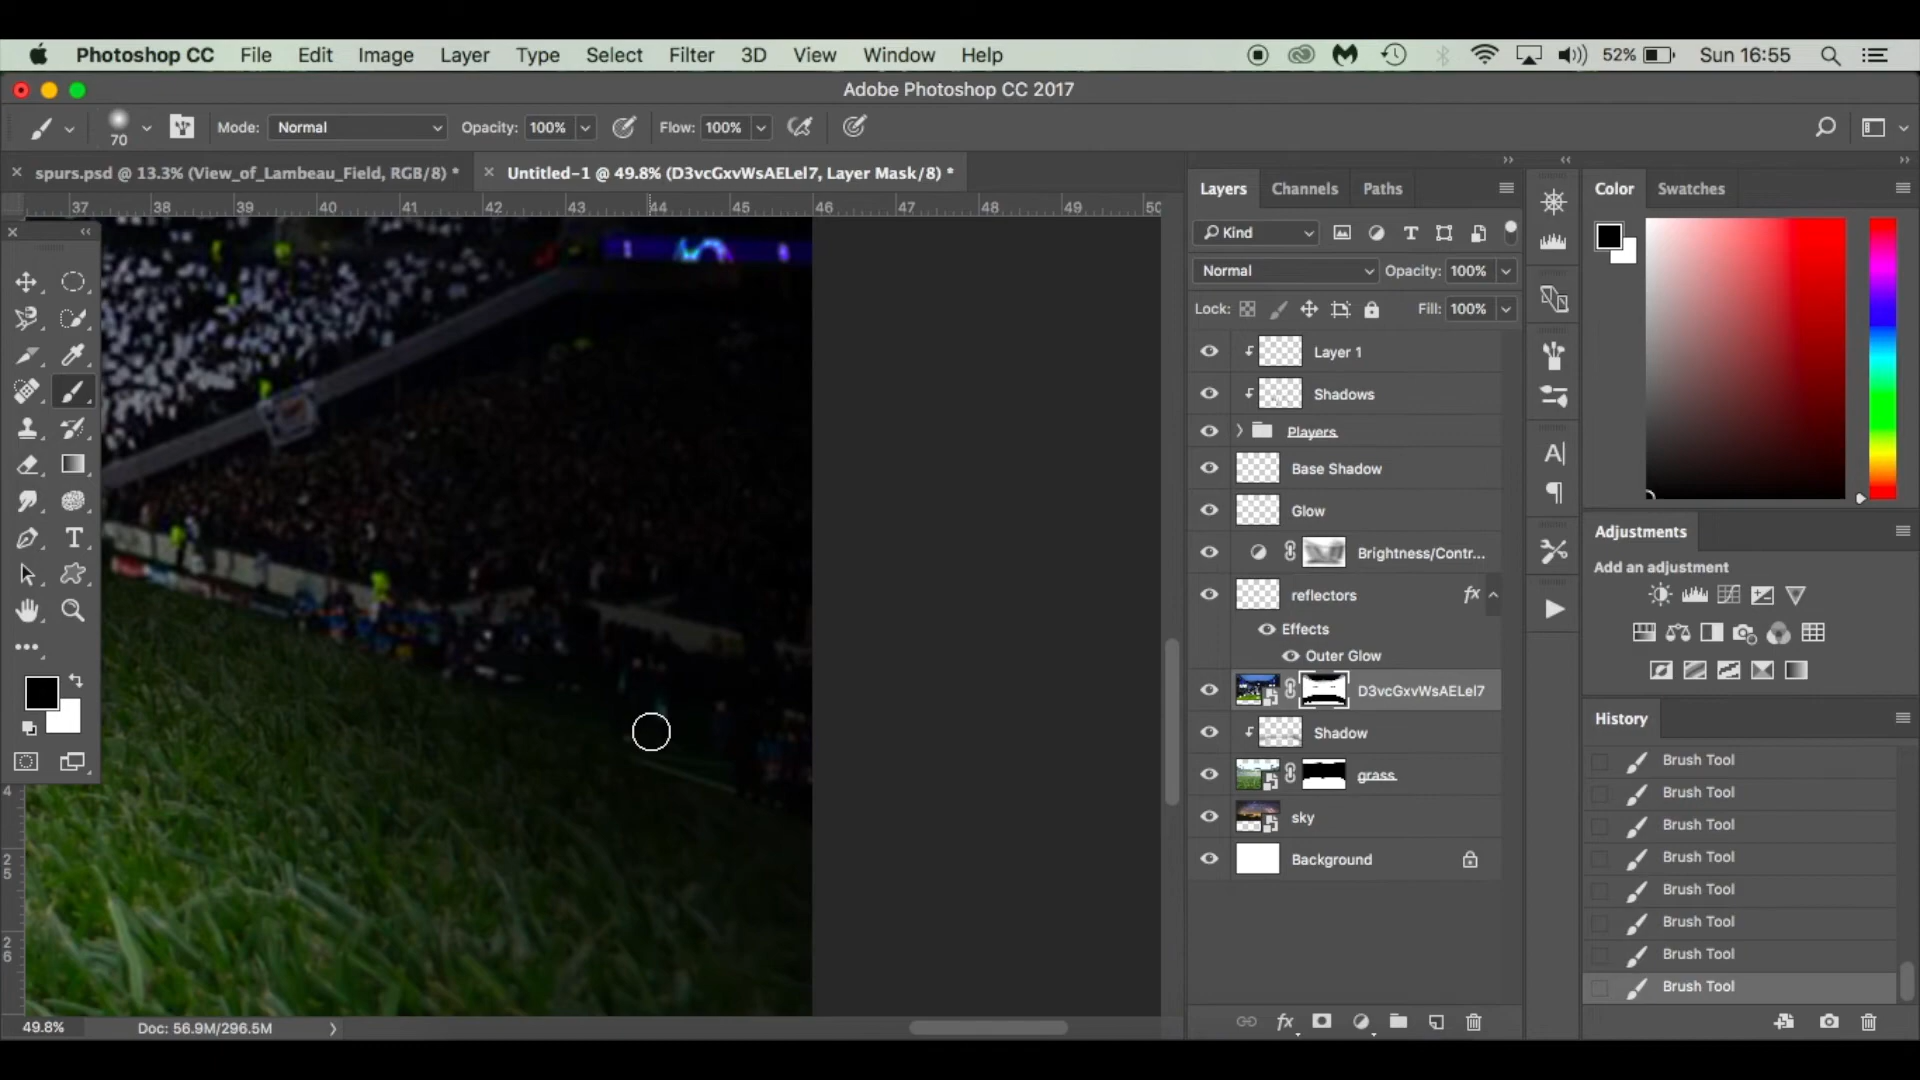 Photoshop CC File Edit Image Layer Type Select Filter 3D View Window Help 52% Sun 16:55
Adobe Photoshop CC 2017
70 Mode: Normal Opacity: 100% Flow: 100%
spurs.psd @ 13.3% (View_of_Lambeau_Field, RGB/8) *
Untitled-1 @ 49.8% (D3vcGxvWsAELel7, Layer Mask/8) *
37 38 39 40 41 42 43 44 45 46 47 48 49 50
4
2
5
2
6
49.8% Doc: 56.9M/296.5M
Layers Channels Paths
Kind
Normal Opacity: 100%
Lock: Fill: 100%
Layer 1
Shadows
Players
Base Shadow
Glow
Brightness/Contr...
reflectors fx
Effects
Outer Glow
D3vcGxvWsAELel7
Shadow
grass
sky
Background
fx
Color Swatches
Adjustments
Add an adjustment
History
Brush Tool
Brush Tool
Brush Tool
Brush Tool
Brush Tool
Brush Tool
Brush Tool
Brush Tool